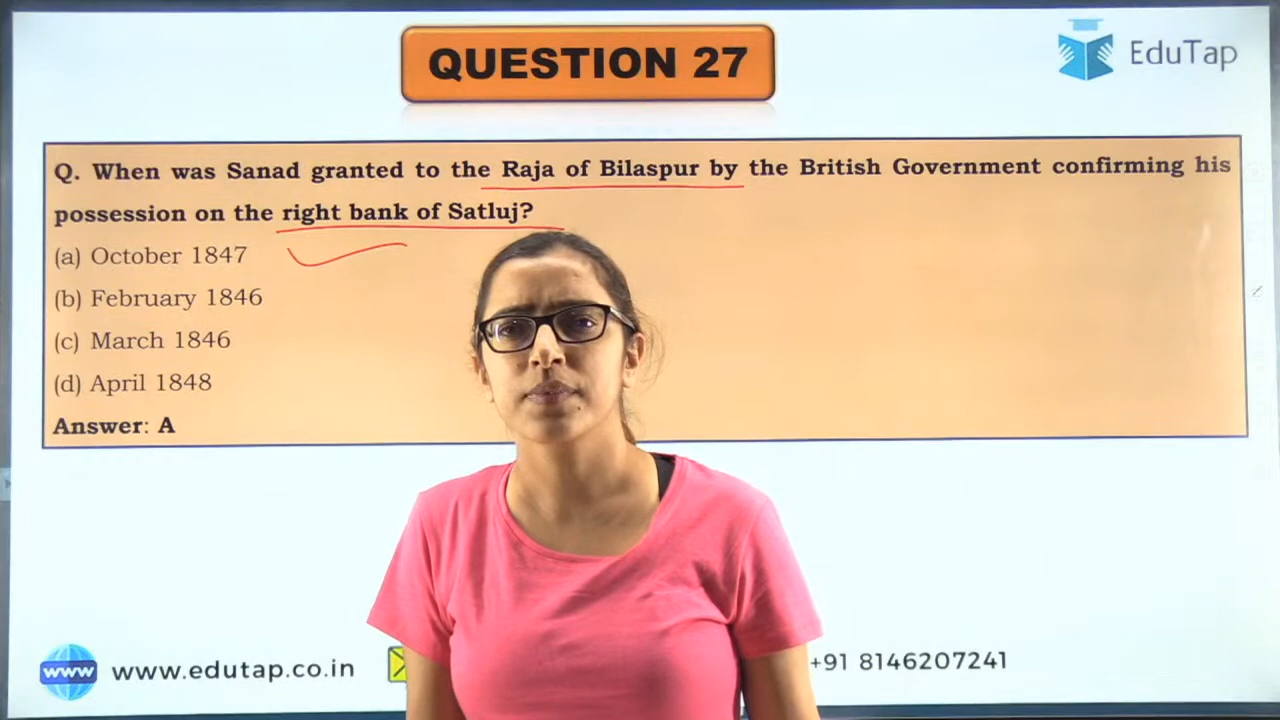 QUESTION 27
EduTap
Q. When was Sanad granted to the Raja of Bilaspur by the British Government confirming his
possession on the right bank of Satluj?
(a) October 1847
(b) February 1846
(c) March 1846
(d) April 1848
Answer: A
www www.edutap.co.in
+91 8146207241